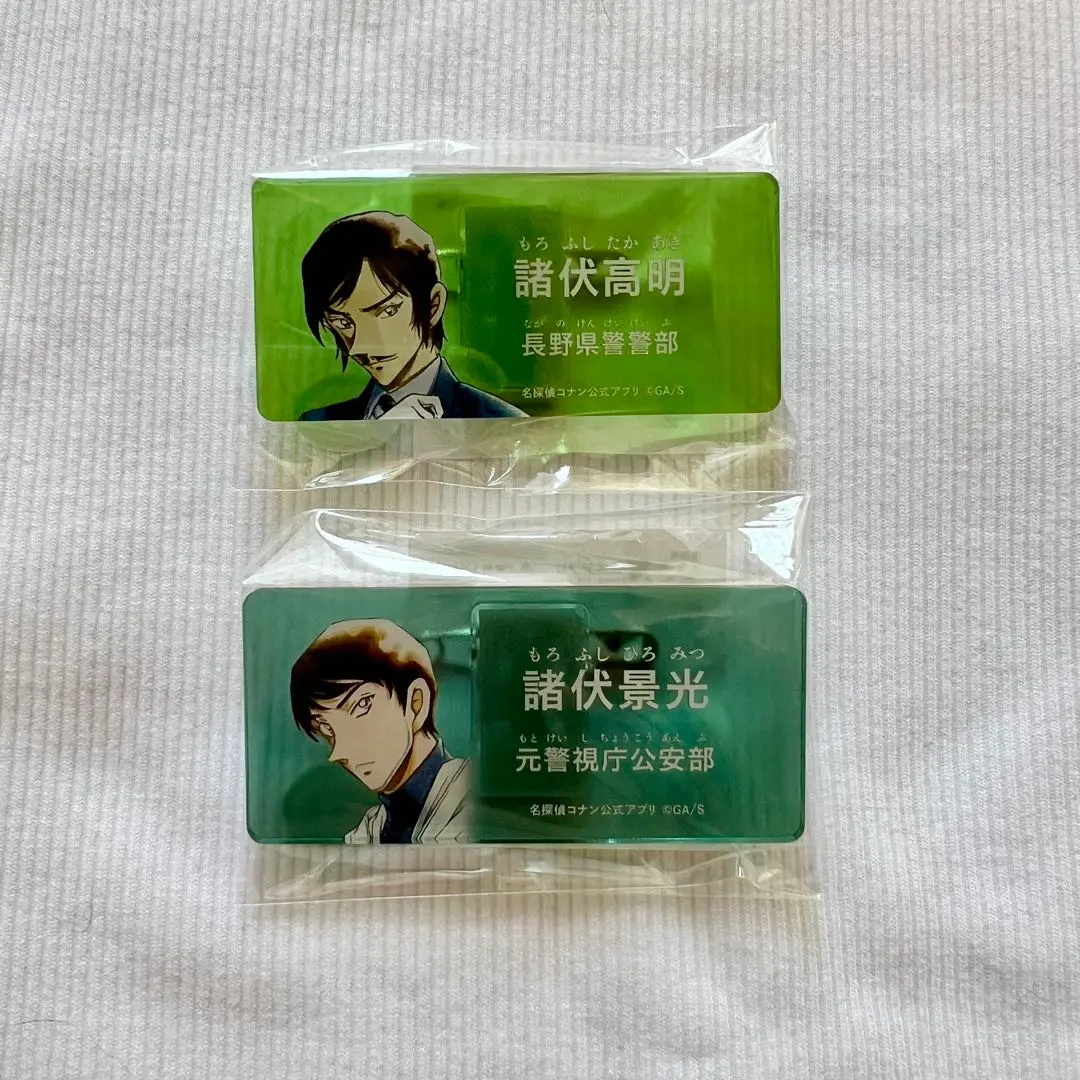 もろ ふし たか あき
諸伏高明
なが の けん けい けい ぶ
長野県警警部
名探偵コナン公式アプリ ©GA/S
もろ ふし ひろ みつ
諸伏景光
もと けい し ちょうこう あん ぶ
元警視庁公安部
名探偵コナン公式アプリ ©GA/S